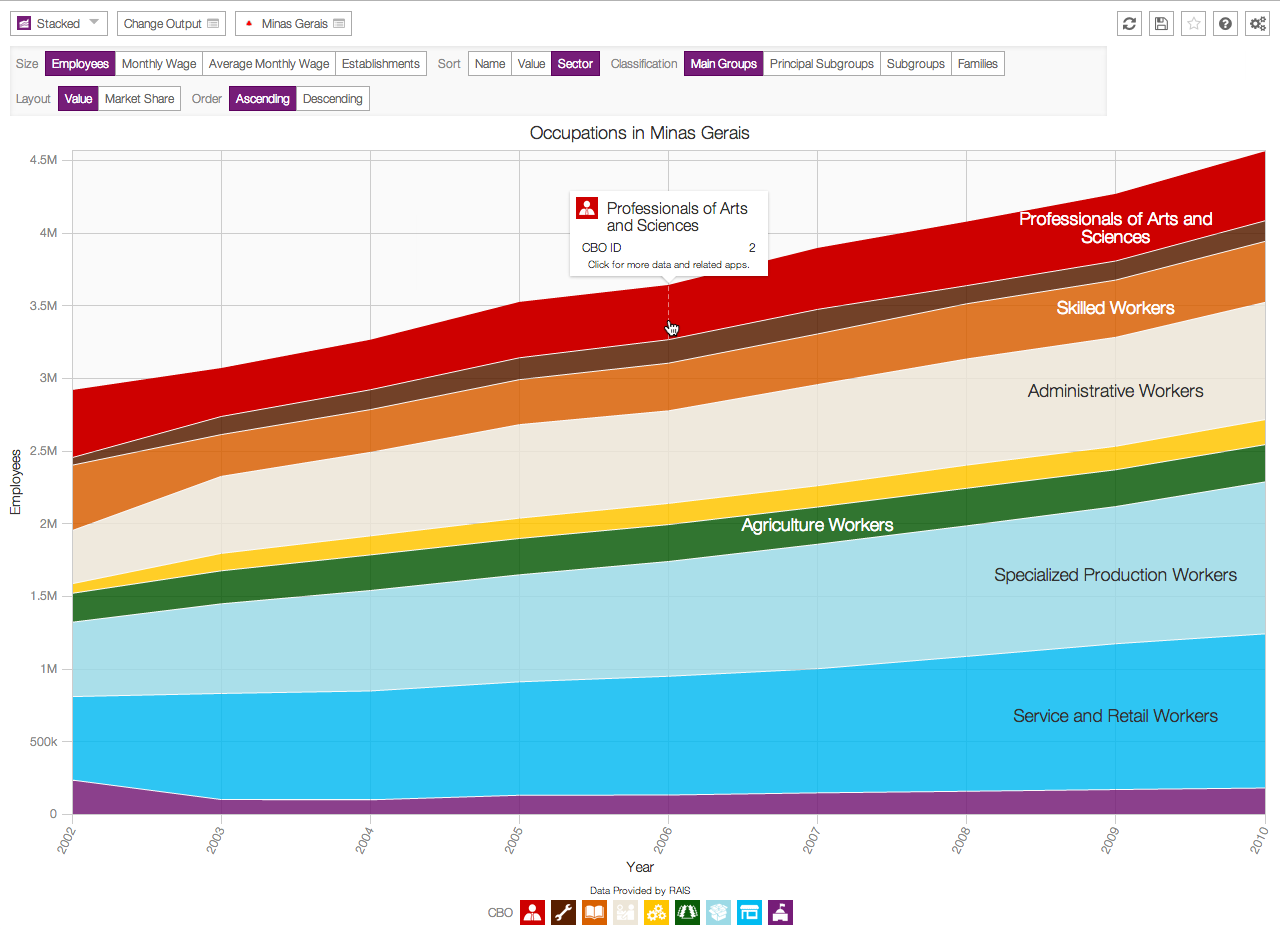 Stacked Change Output Minas Gerais
Size Employees Monthly Wage Average Monthly Wage Establishments Sort Name Value Sector Classification Main Groups Principal Subgroups Subgroups Families
Layout Value Market Share Order Ascending Descending
Occupations in Minas Gerais
4.5M
4M
3.5M
3M
2.5M
2M
1.5M
1M
500k
0
Employees
Professionals of Arts
and Sciences
CBO ID 2
Click for more data and related apps.
Professionals of Arts and
Sciences
Skilled Workers
Administrative Workers
Agriculture Workers
Specialized Production Workers
Service and Retail Workers
2002 2003 2004 2005 2006 2007 2008 2009 2010
Year
Data Provided by RAIS
CBO